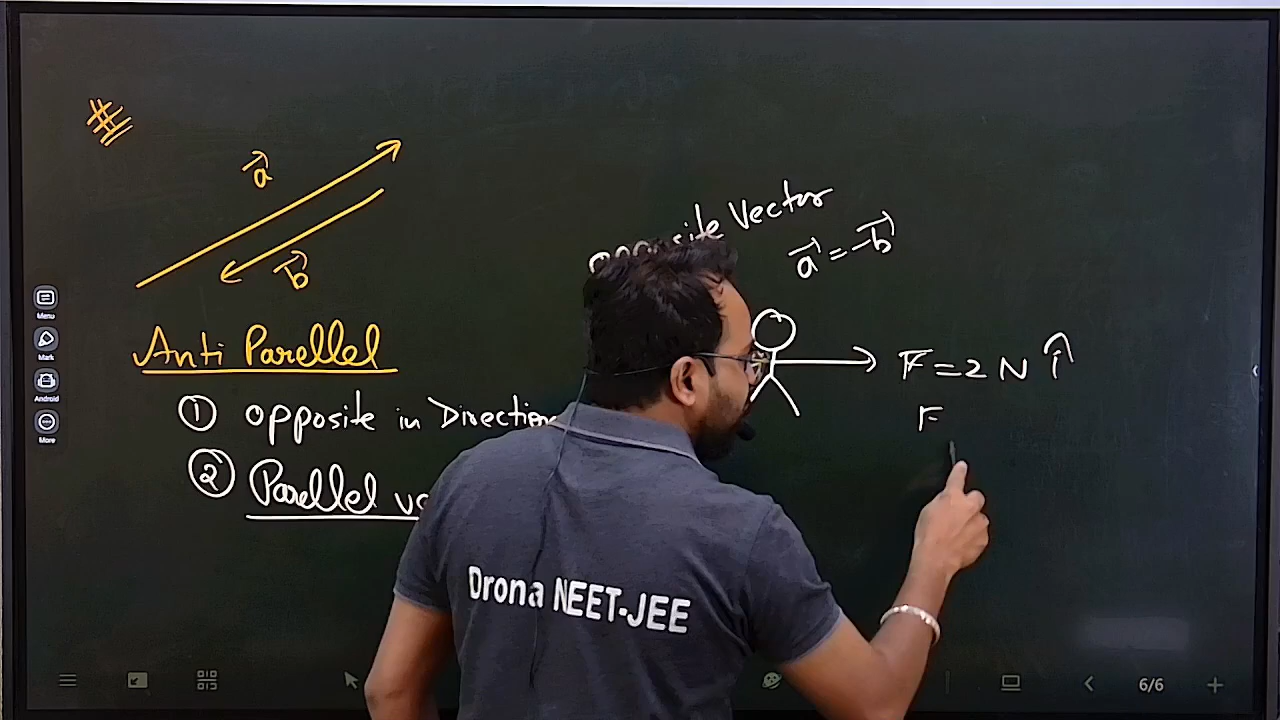 #
a⃗
b⃗
Anti Parellel
① opposite in Direction
② Parellel
Vector
a⃗ = -b⃗
F = 2 N î
F
Drona NEET-JEE
Menu
Mark
Android
More
6/6